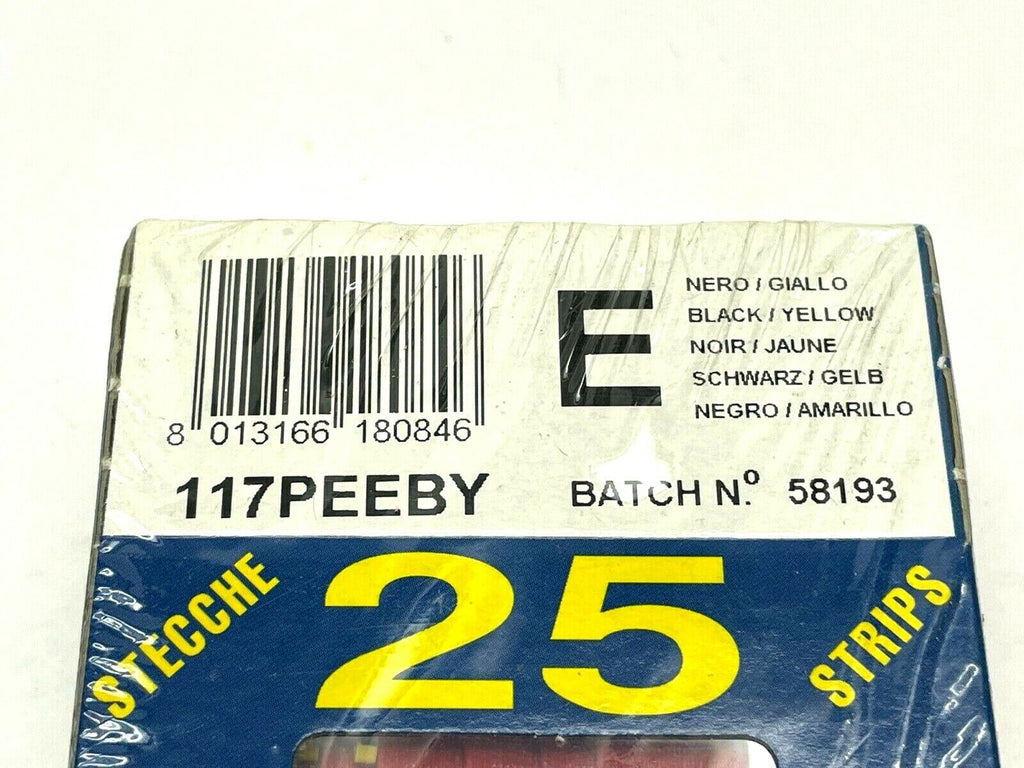 8 013166 180846
117PEEBY
E
NERO / GIALLO
BLACK / YELLOW
NOIR / JAUNE
SCHWARZ / GELB
NEGRO / AMARILLO
BATCH N.º 58193
STECCHE
25
STRIPS